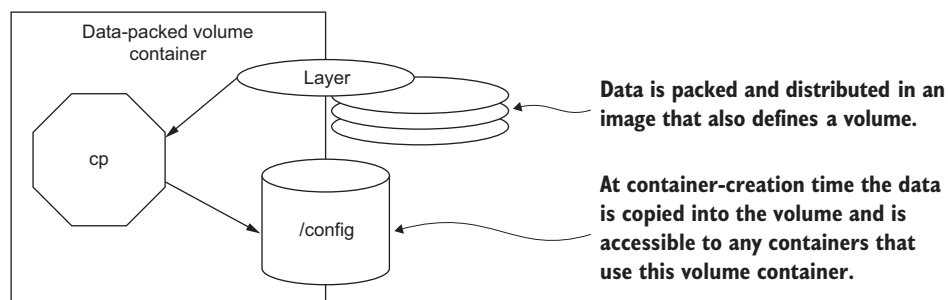 Data-packed volume
container
Layer
cp
/config
Data is packed and distributed in an
image that also defines a volume.
At container-creation time the data
is copied into the volume and is
accessible to any containers that
use this volume container.